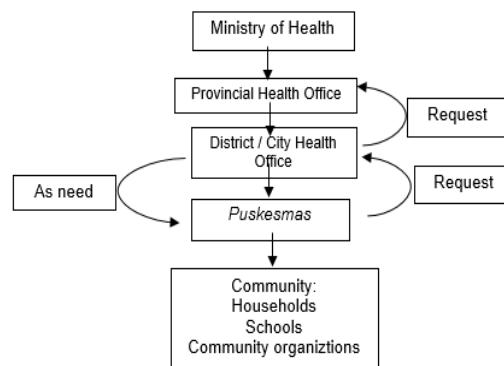 Ministry of Health
Provincial Health Office
Request
District / City Health
Office
As need
Request
Puskesmas
Community:
Households
Schools
Community organiztions